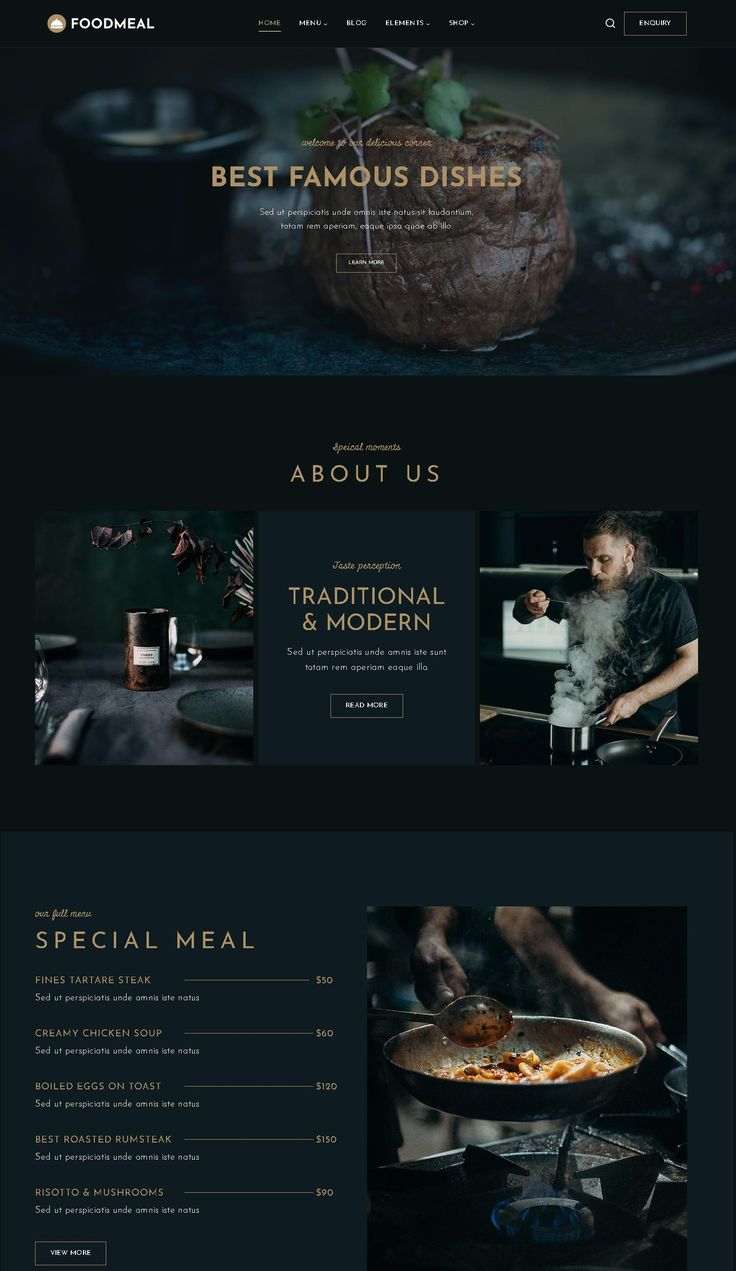 FOODMEAL
HOME MENU BLOG ELEMENTS SHOP
ENQUIRY
welcome to our delicious corner
BEST FAMOUS DISHES
Sed ut perspiciatis unde omnis iste natus sit laudantium,
totam rem aperiam, eaque ipsa quae ab illo.
LEARN MORE
Speical moments
ABOUT US
Taste perception
TRADITIONAL
& MODERN
Sed ut perspiciatis unde omnis iste sunt
totam rem aperiam eaque illa.
READ MORE
our full menu
SPECIAL MEAL
FINES TARTARE STEAK $50
Sed ut perspiciatis unde omnis iste natus
CREAMY CHICKEN SOUP $60
Sed ut perspiciatis unde omnis iste natus
BOILED EGGS ON TOAST $120
Sed ut perspiciatis unde omnis iste natus
BEST ROASTED RUMSTEAK $150
Sed ut perspiciatis unde omnis iste natus
RISOTTO & MUSHROOMS $90
Sed ut perspiciatis unde omnis iste natus
VIEW MORE